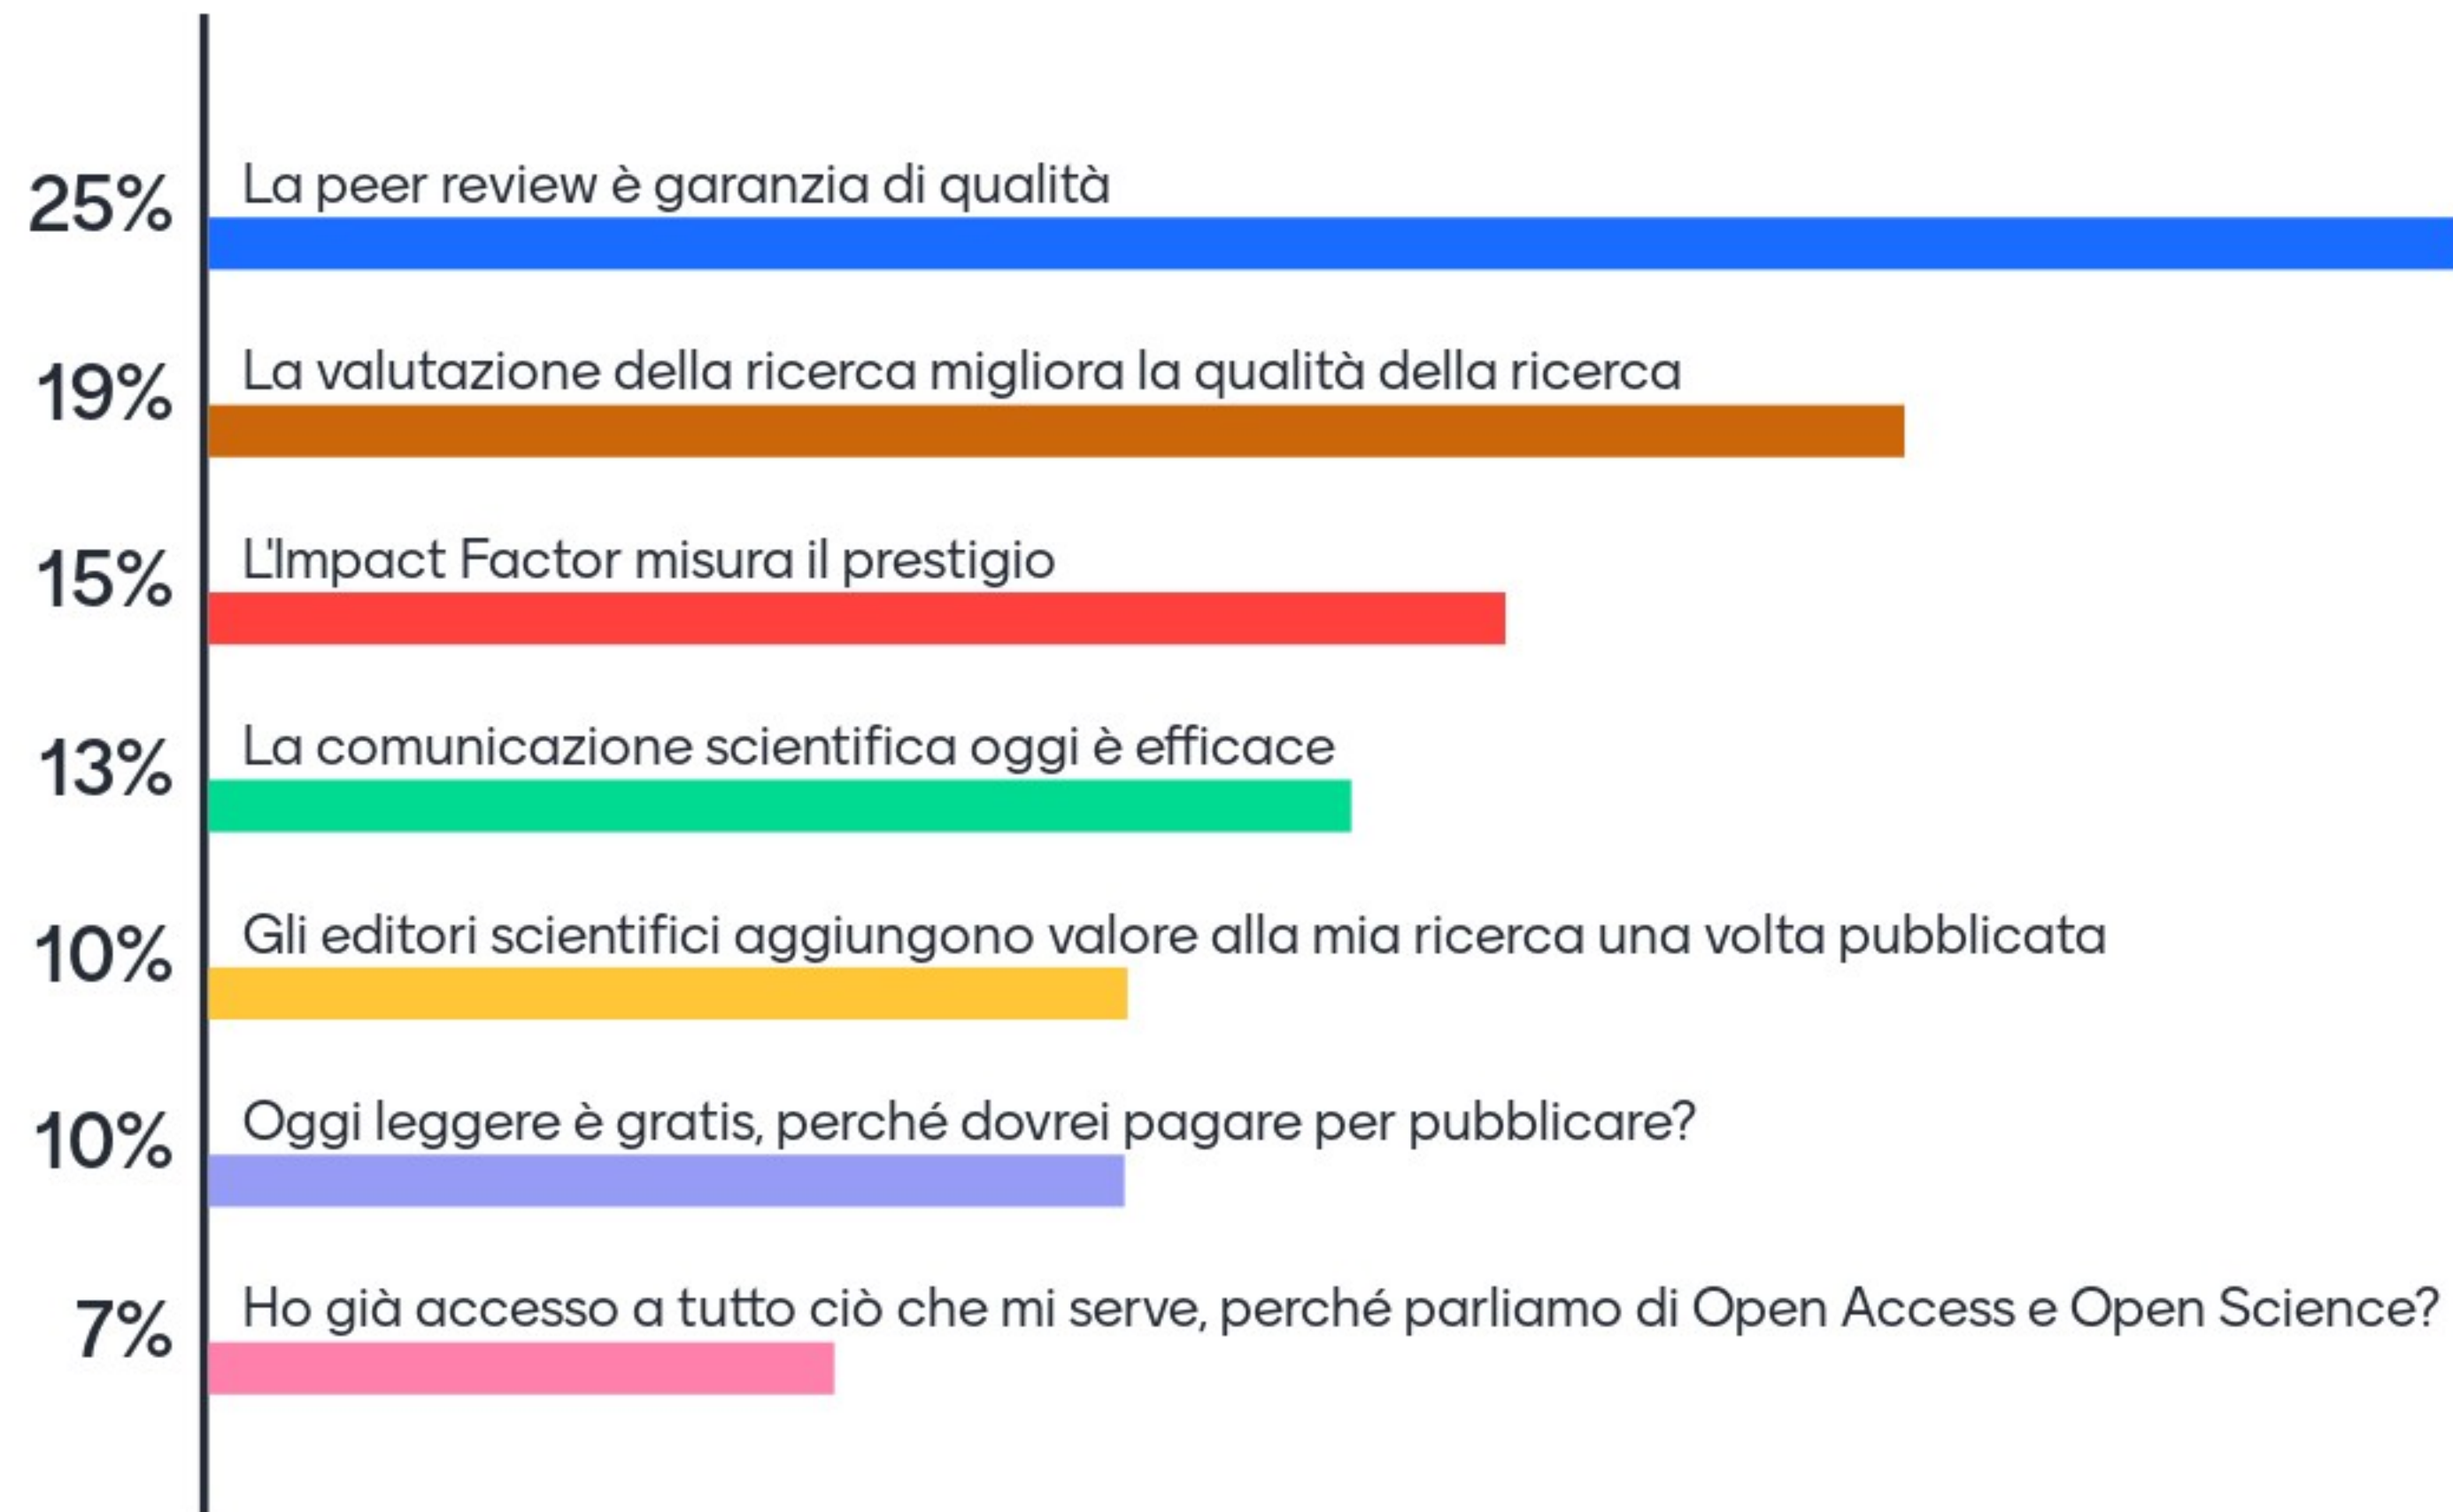 25%
La peer review è garanzia di qualità
19%
La valutazione della ricerca migliora la qualità della ricerca
15%
L'Impact Factor misura il prestigio
13%
La comunicazione scientifica oggi è efficace
10%
Gli editori scientifici aggiungono valore alla mia ricerca una volta pubblicata
10%
Oggi leggere è gratis, perché dovrei pagare per pubblicare?
7%
Ho già accesso a tutto ciò che mi serve, perché parliamo di Open Access e Open Science?